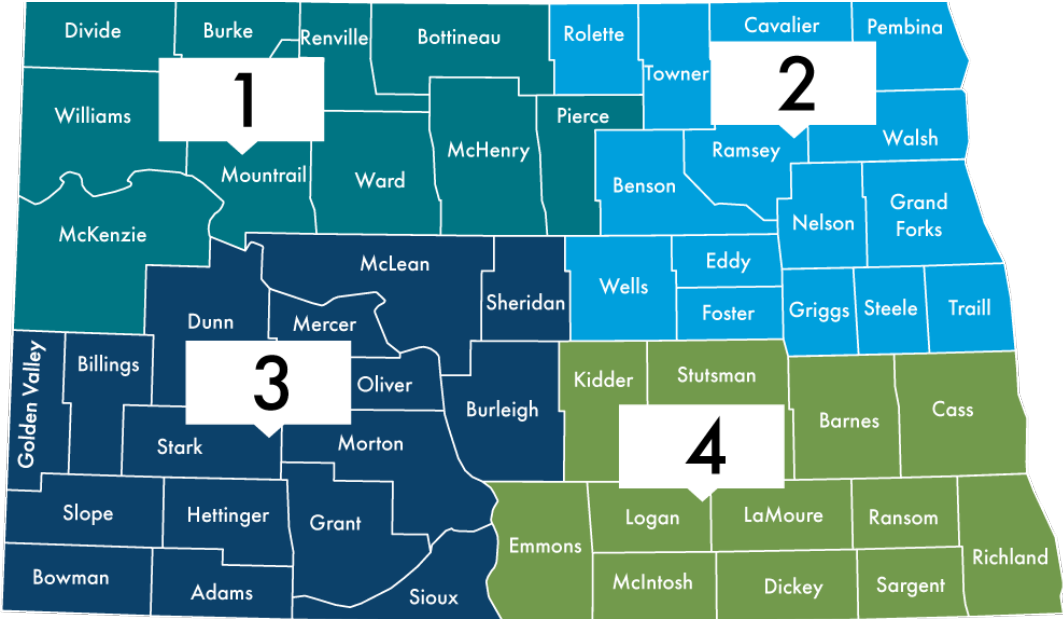 Divide
Burke
Renville
Bottineau
Rolette
Towner
Cavalier
Pembina
1
2
Williams
Mountrail
Ward
McHenry
Pierce
Benson
Ramsey
Walsh
McKenzie
Nelson
Grand
Forks
McLean
Sheridan
Wells
Eddy
Foster
Griggs
Steele
Traill
Dunn
Mercer
Golden Valley
Billings
3
Oliver
Burleigh
Kidder
Stutsman
Barnes
Cass
Stark
Morton
4
Slope
Hettinger
Grant
Emmons
Logan
LaMoure
Ransom
Richland
Bowman
Adams
Sioux
McIntosh
Dickey
Sargent